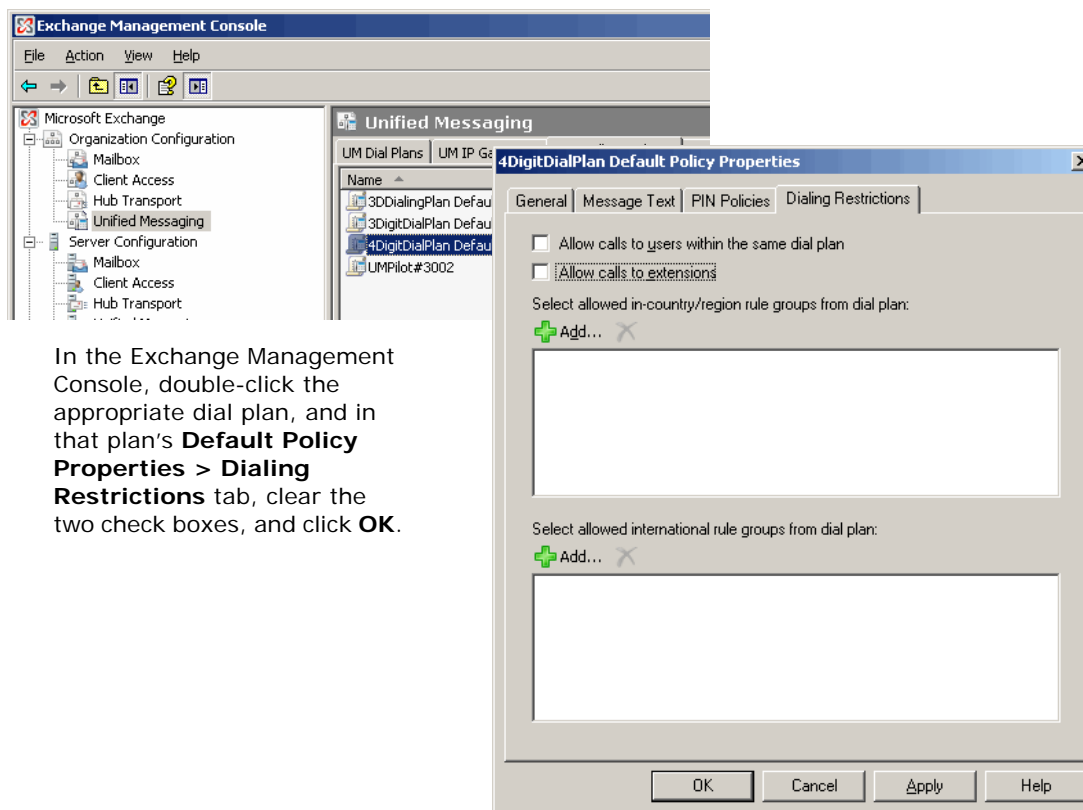 Exchange Management Console
File Action View Help
Microsoft Exchange
Organization Configuration
Mailbox
Client Access
Hub Transport
Unified Messaging
Server Configuration
Mailbox
Client Access
Hub Transport
Unified Messaging
UM Dial Plans UM IP Ga
Name
3DDialingPlan Defau
3DigitDialPlan Defau
4DigitDialPlan Defau
UMPilot#3002
4DigitDialPlan Default Policy Properties
General Message Text PIN Policies Dialing Restrictions
Allow calls to users within the same dial plan
Allow calls to extensions
Select allowed in-country/region rule groups from dial plan:
Add...
Select allowed international rule groups from dial plan:
Add...
OK Cancel Apply Help
In the Exchange Management
Console, double-click the
appropriate dial plan, and in
that plan's Default Policy
Properties > Dialing
Restrictions tab, clear the
two check boxes, and click OK.